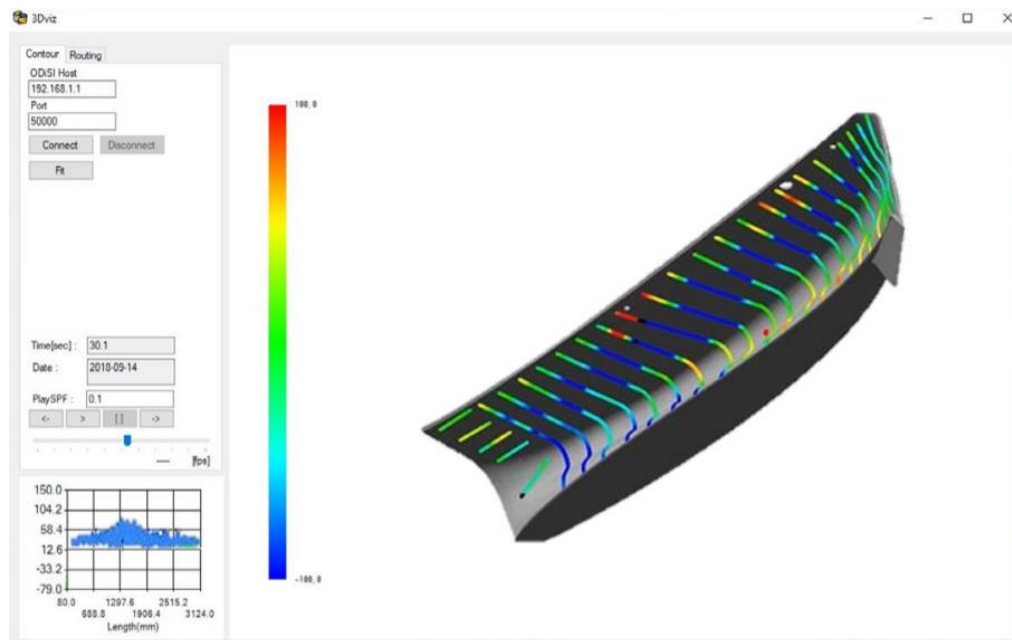 3Dviz
Contour Routing
ODiSI Host
192.168.1.1
Port
50000
Connect Disconnect
Fit
Time[sec] : 30.1
Date : 2018-09-14
PlaySPF : 0.1
<- > [ ] ->
---- [fps]
150.0
104.2
58.4
12.6
-33.2
-79.0
80.0 1297.6 2515.2
688.8 1906.4 3124.0
Length(mm)
100.0
-100.0